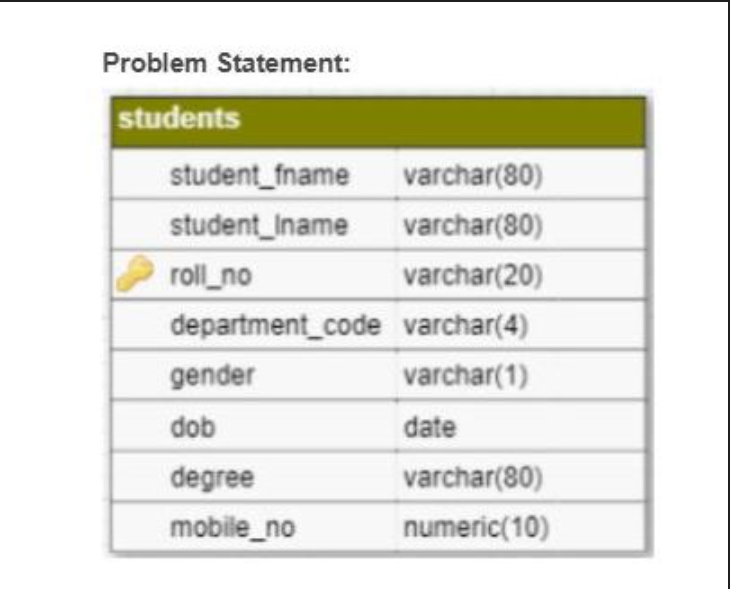 Problem Statement:
students
student_fname varchar(80)
student_lname varchar(80)
roll_no varchar(20)
department_code varchar(4)
gender varchar(1)
dob date
degree varchar(80)
mobile_no numeric(10)